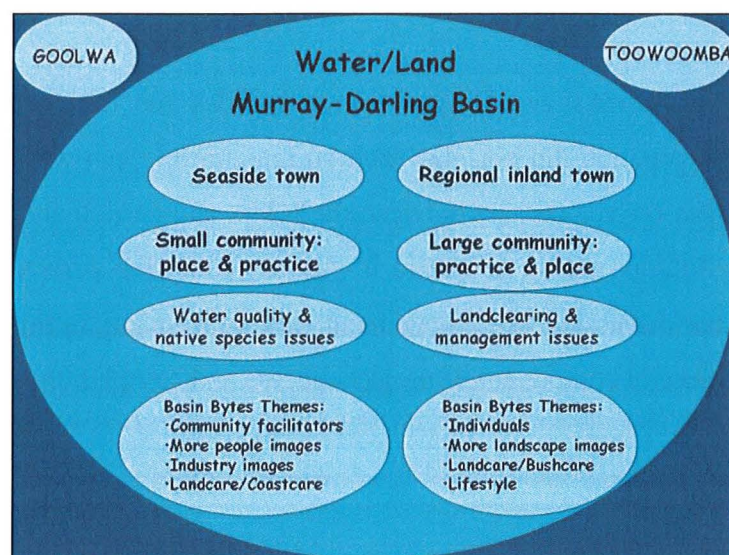 GOOLWA
TOOWOOMBA
Water/Land
Murray-Darling Basin
Seaside town
Regional inland town
Small community:
place & practice
Large community:
practice & place
Water quality &
native species issues
Landclearing &
management issues
Basin Bytes Themes:
•Community facilitators
•More people images
•Industry images
•Landcare/Coastcare
Basin Bytes Themes:
•Individuals
•More landscape images
•Landcare/Bushcare
•Lifestyle